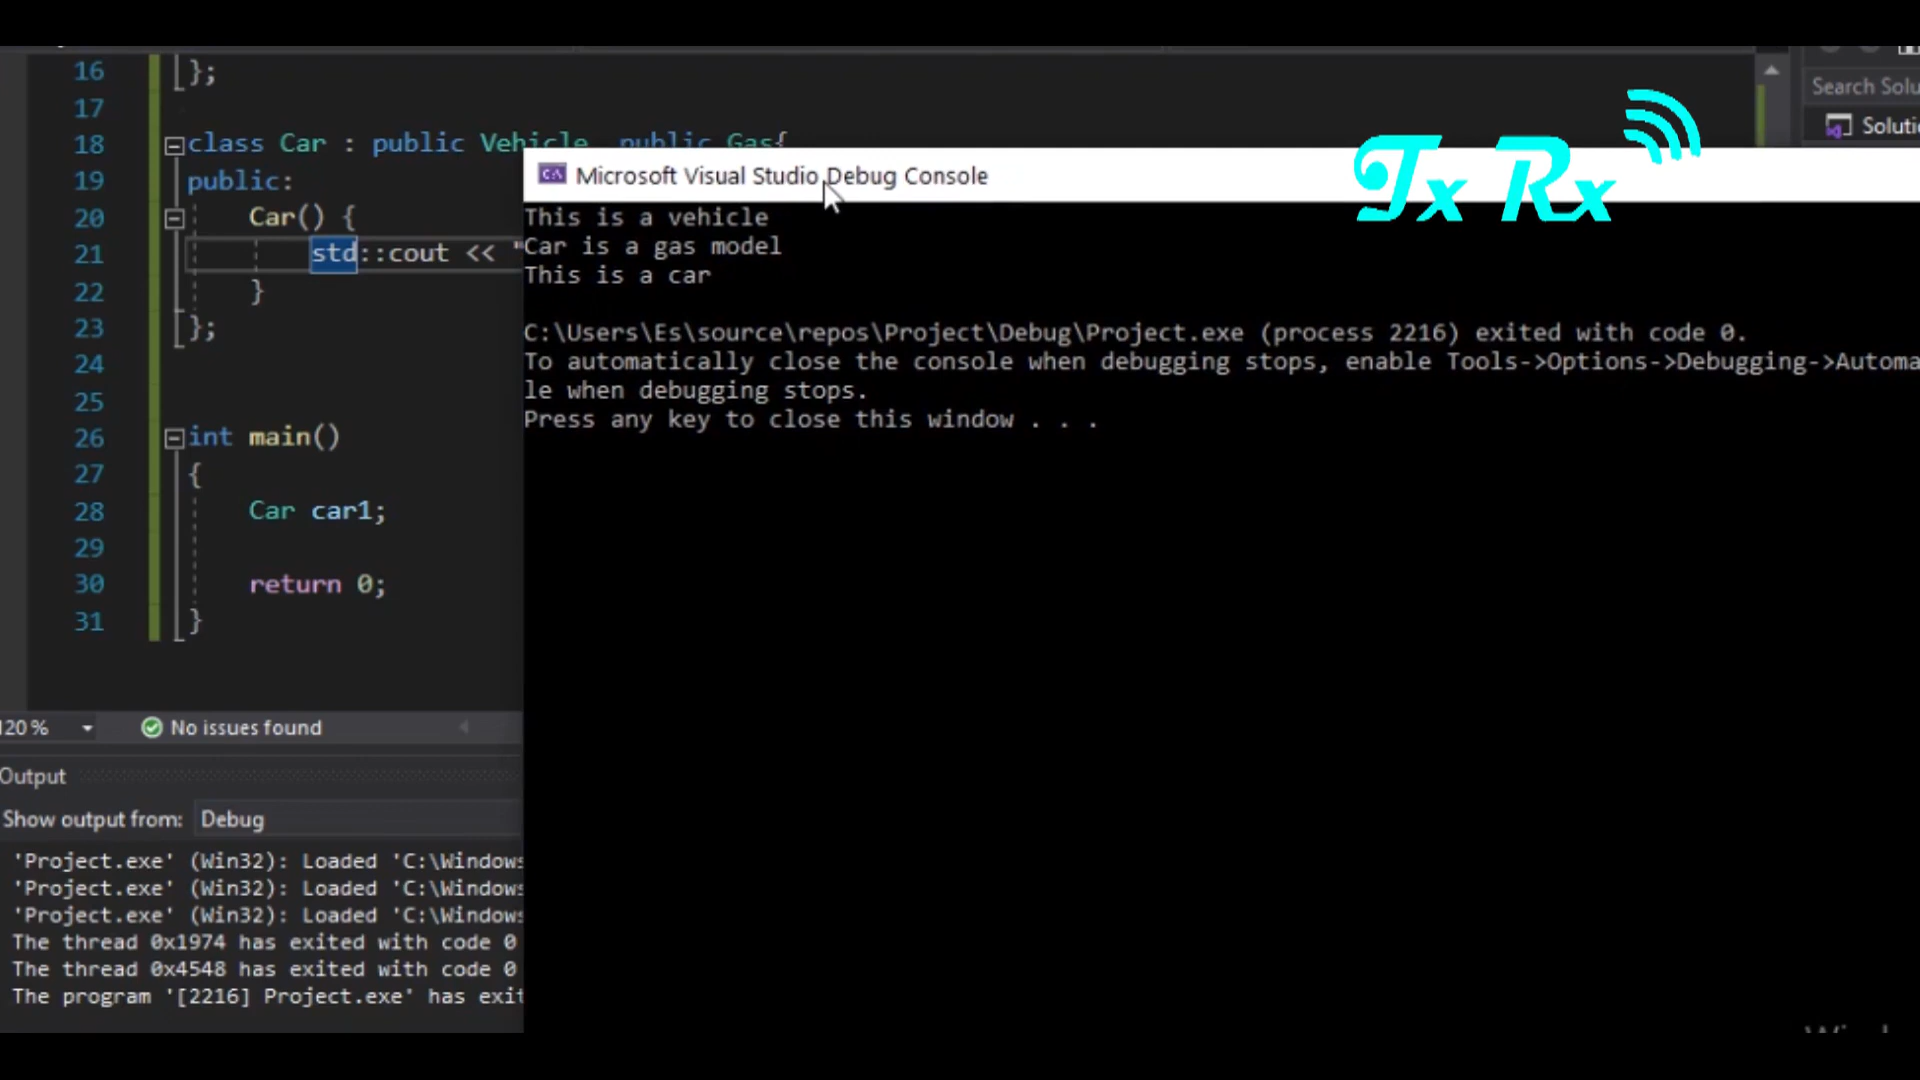 16 };
17
18 class Car : public Vehicle, public Gas{
19 public:
20 Car() {
21 std::cout << "
22 }
23 };
24
25
26 int main()
27 {
28 Car car1;
29
30 return 0;
31 }
Search Solu
Solutio
Tx Rx
Microsoft Visual Studio Debug Console
This is a vehicle
Car is a gas model
This is a car
C:\Users\Es\source\repos\Project\Debug\Project.exe (process 2216) exited with code 0.
To automatically close the console when debugging stops, enable Tools->Options->Debugging->Automa
le when debugging stops.
Press any key to close this window . . .
120 %
No issues found
Output
Show output from: Debug
'Project.exe' (Win32): Loaded 'C:\Windows
'Project.exe' (Win32): Loaded 'C:\Windows
'Project.exe' (Win32): Loaded 'C:\Windows
The thread 0x1974 has exited with code 0
The thread 0x4548 has exited with code 0
The program '[2216] Project.exe' has exit